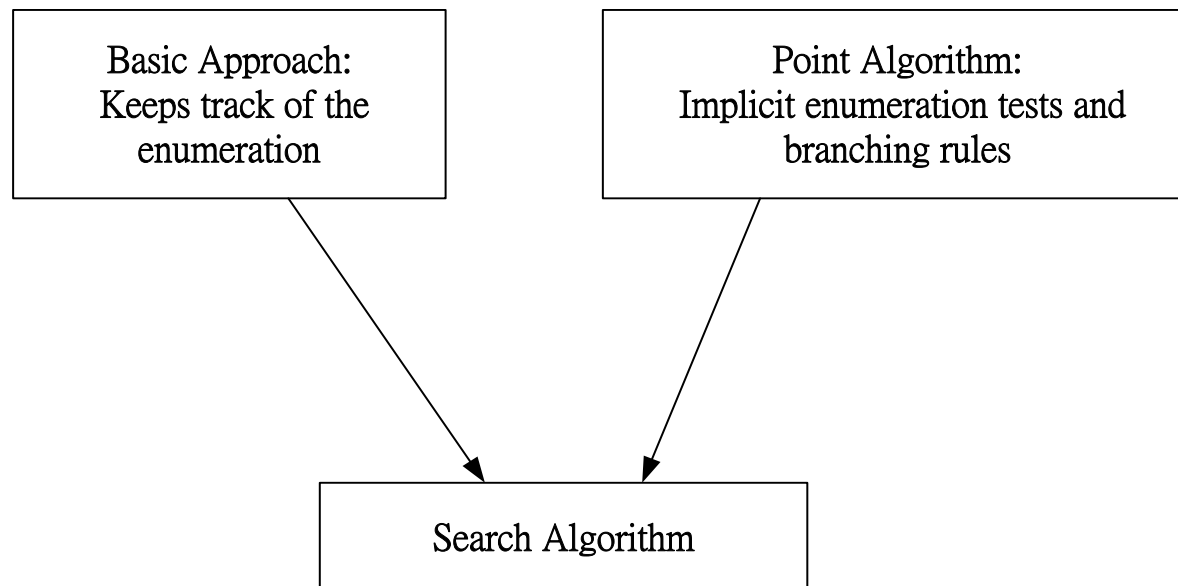 Basic Approach:
Keeps track of the
enumeration
Point Algorithm:
Implicit enumeration tests and
branching rules
Search Algorithm